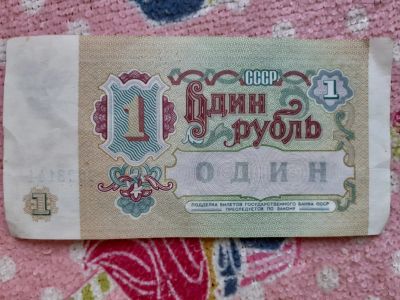 СССР
1
1
Один
рубль
ОДИН
1
ПОДДЕЛКА БИЛЕТОВ ГОСУДАРСТВЕННОГО БАНКА СССР
ПРЕСЛЕДУЕТСЯ ПО ЗАКОНУ